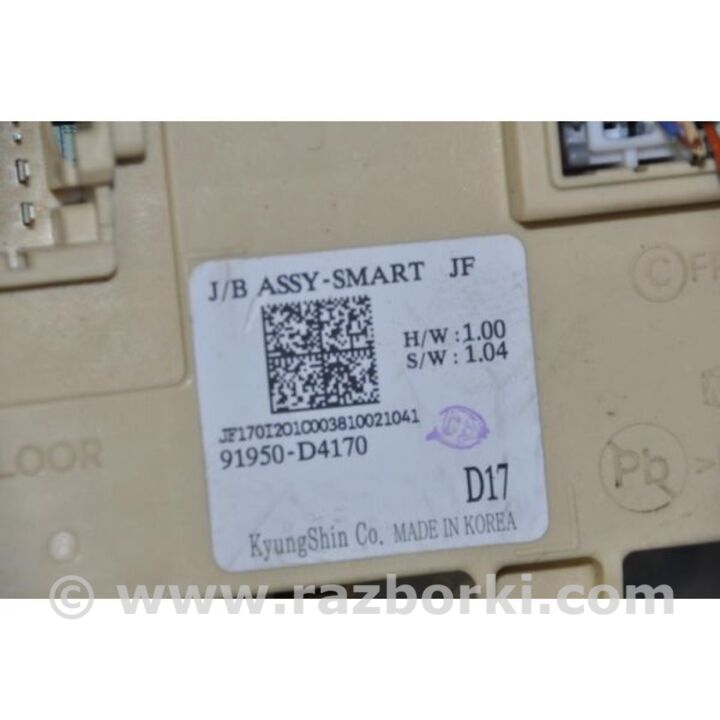 J/B ASSY-SMART JF
H/W : 1.00
S/W : 1.04
JF170I201C003810021041
91950-D4170
D17
KyungShin Co. MADE IN KOREA
LOOR
C F
Pb
© www.razborki.com